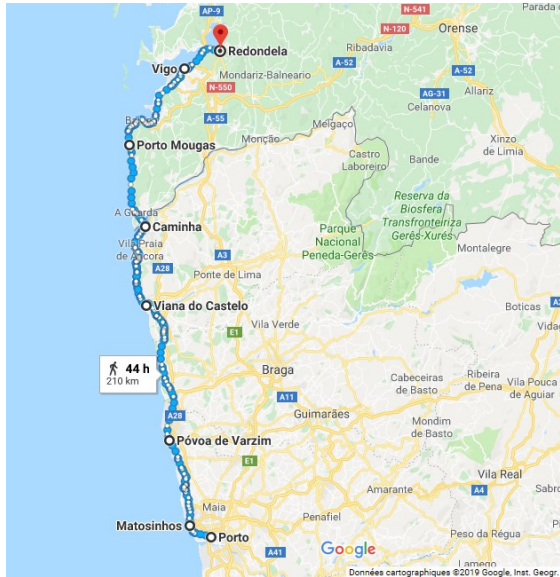 AP-9
N-541
Parada de
Orense
N-120
Redondela
Ribadavia
A-52
Vigo
Mondariz-Balneario
A-52
N-550
AG-31
Allariz
Celanova
A-55
Melgaço
Xinzo
de Limia
Porto Mougas
Monção
Castro
Laboreiro
Bande
A Guarda
Reserva da
Biosfera
Transfronteiriza
Gerês-Xurés
Caminha
Vila Praia
de Âncora
Parque
Nacional
Peneda-Gerês
A3
Montalegre
A28
Ponte de Lima
Viana do Castelo
Boticas
E1
Vila Verde
44 h
210 km
Braga
Cabeceiras
de Basto
Ribeira
de Pena
Vila Pouca
de Aguiar
A11
A28
Guimarães
Mondim
de Basto
Póvoa de Varzim
E1
Vila Real
A4
Amarante
Maia
Penafiel
Matosinhos
Peso da Régua
Porto
A41
Google
Lamego
Données cartographiques ©2019 Google, Inst. Geogr.